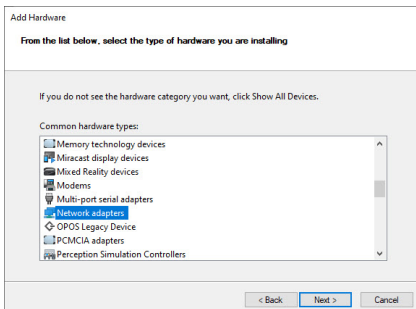 Add Hardware
From the list below, select the type of hardware you are installing
If you do not see the hardware category you want, click Show All Devices.
Common hardware types:
Memory technology devices
Miracast display devices
Mixed Reality devices
Modems
Multi-port serial adapters
Network adapters
OPOS Legacy Device
PCMCIA adapters
Perception Simulation Controllers
< Back Next > Cancel